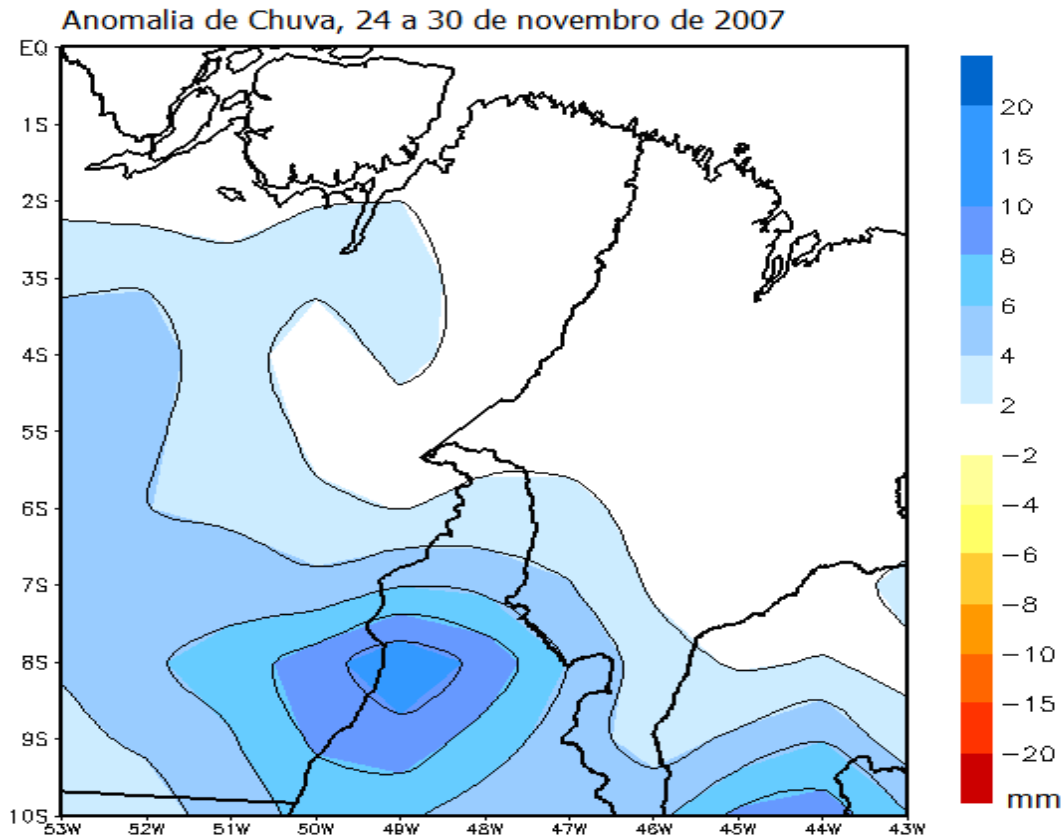 Anomalia de Chuva, 24 a 30 de novembro de 2007
EQ
1S
2S
3S
4S
5S
6S
7S
8S
9S
10S
53W 52W 51W 50W 49W 48W 47W 46W 45W 44W 43W
20
15
10
8
6
4
2
−2
−4
−6
−8
−10
−15
−20
mm